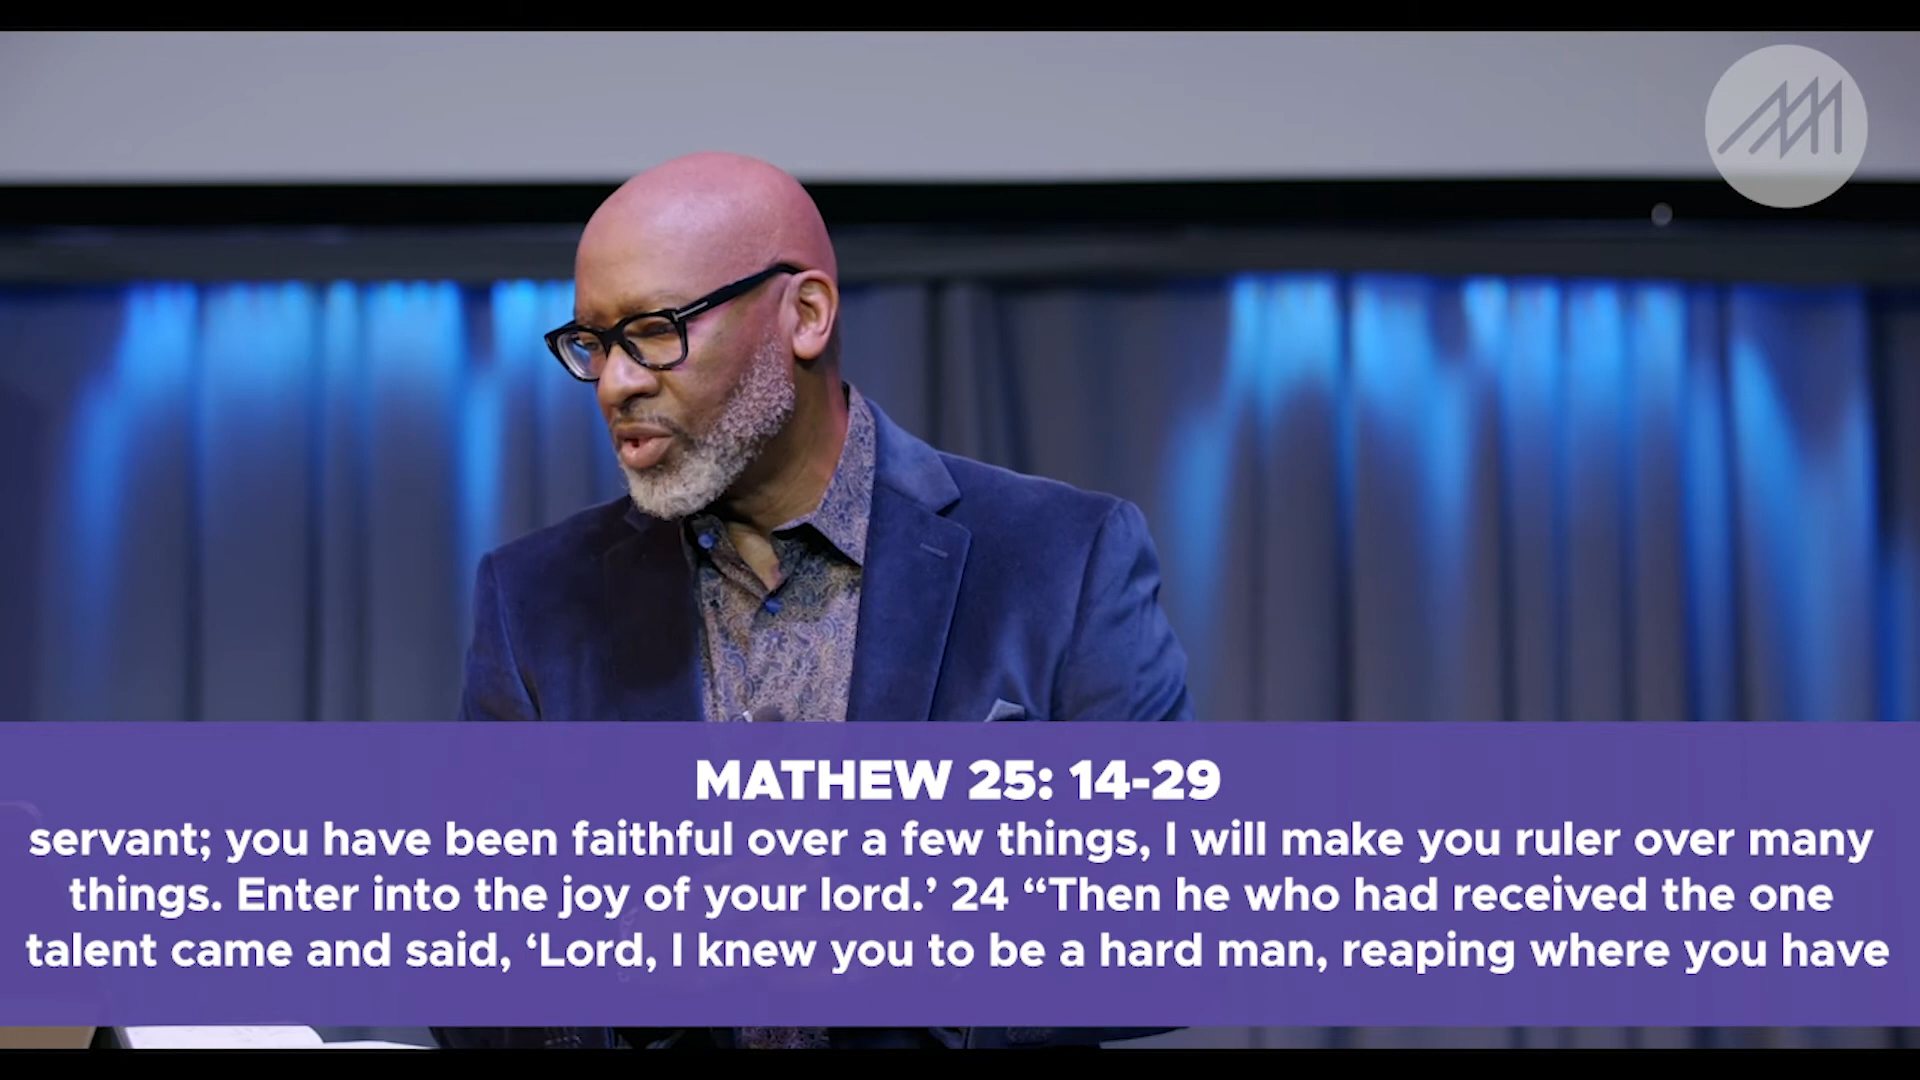 MATHEW 25: 14-29
servant; you have been faithful over a few things, I will make you ruler over many
things. Enter into the joy of your lord.’ 24 “Then he who had received the one
talent came and said, ‘Lord, I knew you to be a hard man, reaping where you have